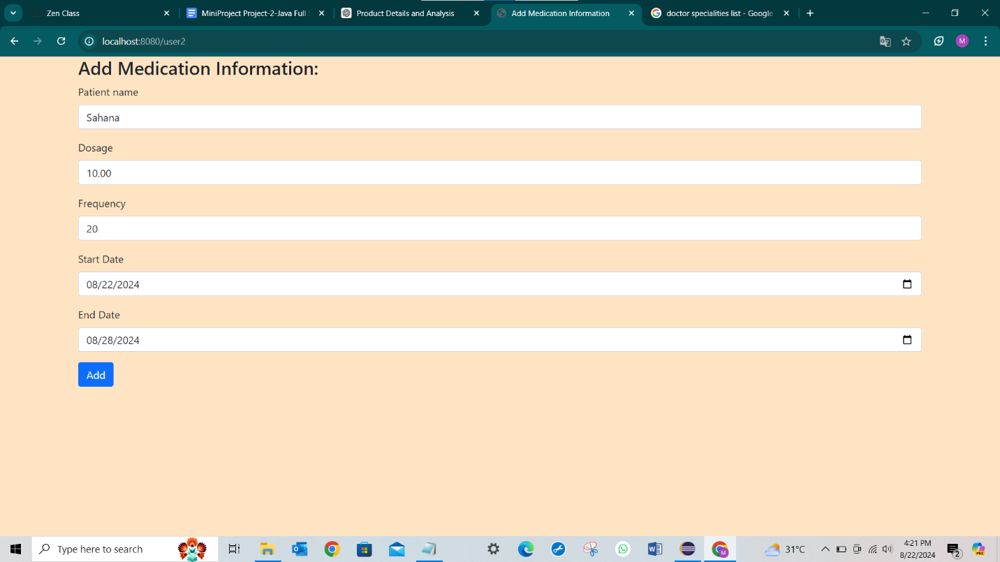 Zen Class
MiniProject Project-2-Java Full S
Product Details and Analysis
Add Medication Information
doctor specialities list - Google
localhost:8080/user2
M
Add Medication Information:
Patient name
Sahana
Dosage
10.00
Frequency
20
Start Date
08/22/2024
End Date
08/28/2024
Add
Type here to search
31°C
4:21 PM
8/22/2024
2
PRE